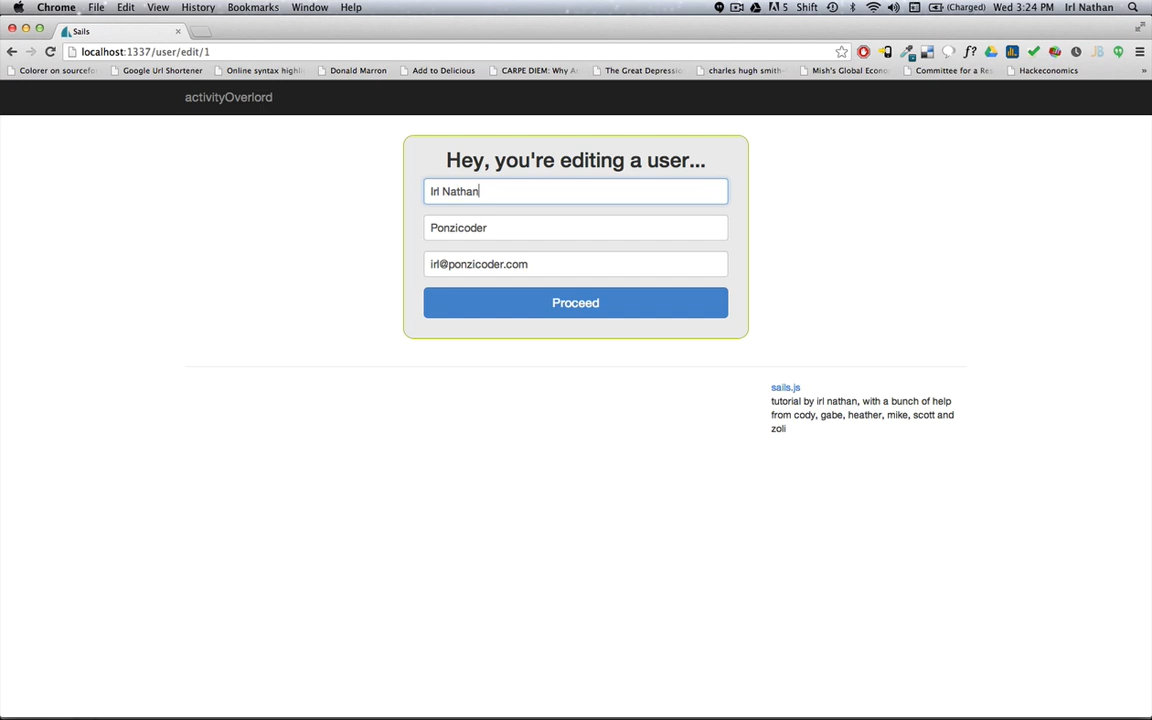 Chrome File Edit View History Bookmarks Window Help 5 Shift (Charged) Wed 3:24 PM Irl Nathan
Sails
localhost:1337/user/edit/1
Colorer on sourcefo Google Url Shortener Online syntax highli Donald Marron Add to Delicious CARPE DIEM: Why A The Great Depressio charles hugh smith- Mish's Global Econo Committee for a Res Hackeconomics »
activityOverlord
Hey, you're editing a user...
Irl Nathan
Ponzicoder
irl@ponzicoder.com
Proceed
sails.js
tutorial by irl nathan, with a bunch of help
from cody, gabe, heather, mike, scott and
zoli